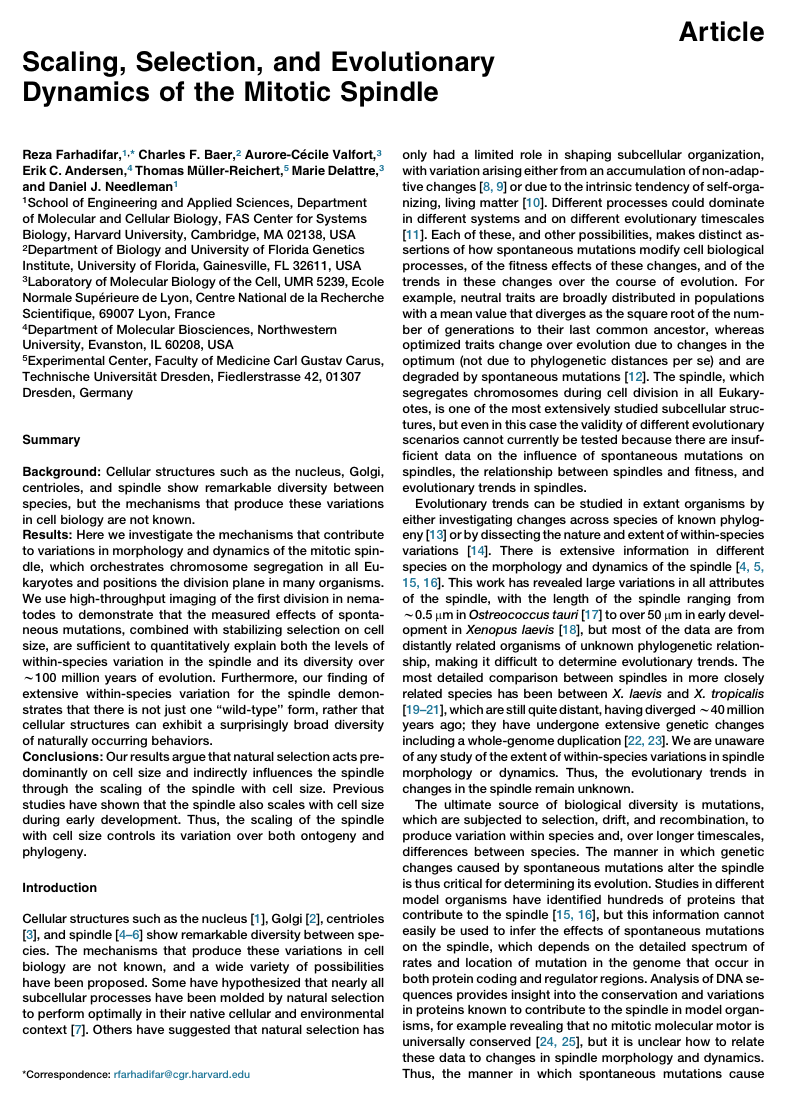 Article
Scaling, Selection, and Evolutionary
Dynamics of the Mitotic Spindle
Reza Farhadifar,1,* Charles F. Baer,2 Aurore-Cécile Valfort,3
Erik C. Andersen,4 Thomas Müller-Reichert,5 Marie Delattre,3
and Daniel J. Needleman1
1School of Engineering and Applied Sciences, Department
of Molecular and Cellular Biology, FAS Center for Systems
Biology, Harvard University, Cambridge, MA 02138, USA
2Department of Biology and University of Florida Genetics
Institute, University of Florida, Gainesville, FL 32611, USA
3Laboratory of Molecular Biology of the Cell, UMR 5239, Ecole
Normale Supérieure de Lyon, Centre National de la Recherche
Scientifique, 69007 Lyon, France
4Department of Molecular Biosciences, Northwestern
University, Evanston, IL 60208, USA
5Experimental Center, Faculty of Medicine Carl Gustav Carus,
Technische Universität Dresden, Fiedlerstrasse 42, 01307
Dresden, Germany
Summary
Background: Cellular structures such as the nucleus, Golgi,
centrioles, and spindle show remarkable diversity between
species, but the mechanisms that produce these variations
in cell biology are not known.
Results: Here we investigate the mechanisms that contribute
to variations in morphology and dynamics of the mitotic spin-
dle, which orchestrates chromosome segregation in all Eu-
karyotes and positions the division plane in many organisms.
We use high-throughput imaging of the first division in nema-
todes to demonstrate that the measured effects of sponta-
neous mutations, combined with stabilizing selection on cell
size, are sufficient to quantitatively explain both the levels of
within-species variation in the spindle and its diversity over
~100 million years of evolution. Furthermore, our finding of
extensive within-species variation for the spindle demon-
strates that there is not just one “wild-type” form, rather that
cellular structures can exhibit a surprisingly broad diversity
of naturally occurring behaviors.
Conclusions: Our results argue that natural selection acts pre-
dominantly on cell size and indirectly influences the spindle
through the scaling of the spindle with cell size. Previous
studies have shown that the spindle also scales with cell size
during early development. Thus, the scaling of the spindle
with cell size controls its variation over both ontogeny and
phylogeny.
Introduction
Cellular structures such as the nucleus [1], Golgi [2], centrioles
[3], and spindle [4–6] show remarkable diversity between spe-
cies. The mechanisms that produce these variations in cell
biology are not known, and a wide variety of possibilities
have been proposed. Some have hypothesized that nearly all
subcellular processes have been molded by natural selection
to perform optimally in their native cellular and environmental
context [7]. Others have suggested that natural selection has
*Correspondence: rfarhadifar@cgr.harvard.edu
only had a limited role in shaping subcellular organization,
with variation arising either from an accumulation of non-adap-
tive changes [8, 9] or due to the intrinsic tendency of self-orga-
nizing, living matter [10]. Different processes could dominate
in different systems and on different evolutionary timescales
[11]. Each of these, and other possibilities, makes distinct as-
sertions of how spontaneous mutations modify cell biological
processes, of the fitness effects of these changes, and of the
trends in these changes over the course of evolution. For
example, neutral traits are broadly distributed in populations
with a mean value that diverges as the square root of the num-
ber of generations to their last common ancestor, whereas
optimized traits change over evolution due to changes in the
optimum (not due to phylogenetic distances per se) and are
degraded by spontaneous mutations [12]. The spindle, which
segregates chromosomes during cell division in all Eukary-
otes, is one of the most extensively studied subcellular struc-
tures, but even in this case the validity of different evolutionary
scenarios cannot currently be tested because there are insuf-
ficient data on the influence of spontaneous mutations on
spindles, the relationship between spindles and fitness, and
evolutionary trends in spindles.
Evolutionary trends can be studied in extant organisms by
either investigating changes across species of known phylog-
eny [13] or by dissecting the nature and extent of within-species
variations [14]. There is extensive information in different
species on the morphology and dynamics of the spindle [4, 5,
15, 16]. This work has revealed large variations in all attributes
of the spindle, with the length of the spindle ranging from
~0.5 μm in Ostreococcus tauri [17] to over 50 μm in early devel-
opment in Xenopus laevis [18], but most of the data are from
distantly related organisms of unknown phylogenetic relation-
ship, making it difficult to determine evolutionary trends. The
most detailed comparison between spindles in more closely
related species has been between X. laevis and X. tropicalis
[19–21], which are still quite distant, having diverged ~40 million
years ago; they have undergone extensive genetic changes
including a whole-genome duplication [22, 23]. We are unaware
of any study of the extent of within-species variations in spindle
morphology or dynamics. Thus, the evolutionary trends in
changes in the spindle remain unknown.
The ultimate source of biological diversity is mutations,
which are subjected to selection, drift, and recombination, to
produce variation within species and, over longer timescales,
differences between species. The manner in which genetic
changes caused by spontaneous mutations alter the spindle
is thus critical for determining its evolution. Studies in different
model organisms have identified hundreds of proteins that
contribute to the spindle [15, 16], but this information cannot
easily be used to infer the effects of spontaneous mutations
on the spindle, which depends on the detailed spectrum of
rates and location of mutation in the genome that occur in
both protein coding and regulator regions. Analysis of DNA se-
quences provides insight into the conservation and variations
in proteins known to contribute to the spindle in model organ-
isms, for example revealing that no mitotic molecular motor is
universally conserved [24, 25], but it is unclear how to relate
these data to changes in spindle morphology and dynamics.
Thus, the manner in which spontaneous mutations cause